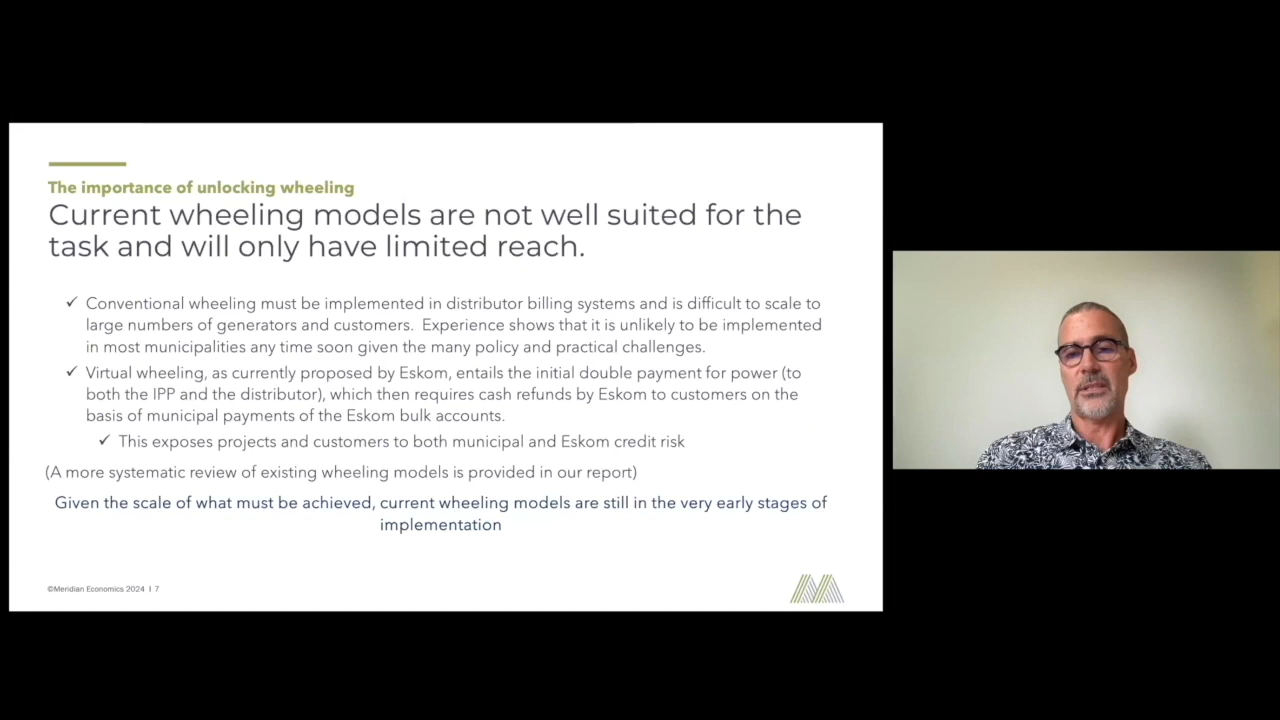 The importance of unlocking wheeling
Current wheeling models are not well suited for the
task and will only have limited reach.
✓ Conventional wheeling must be implemented in distributor billing systems and is difficult to scale to
large numbers of generators and customers. Experience shows that it is unlikely to be implemented
in most municipalities any time soon given the many policy and practical challenges.
✓ Virtual wheeling, as currently proposed by Eskom, entails the initial double payment for power (to
both the IPP and the distributor), which then requires cash refunds by Eskom to customers on the
basis of municipal payments of the Eskom bulk accounts.
✓ This exposes projects and customers to both municipal and Eskom credit risk
(A more systematic review of existing wheeling models is provided in our report)
Given the scale of what must be achieved, current wheeling models are still in the very early stages of
implementation
©Meridian Economics 2024 I 7